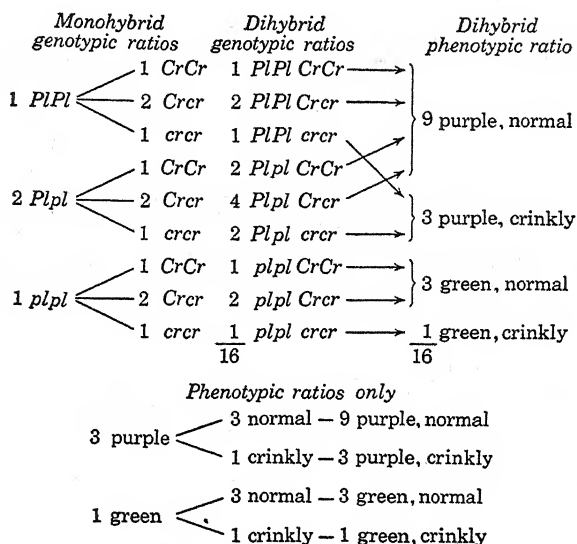 Monohybrid Dihybrid Dihybrid
genotypic ratios genotypic ratios phenotypic ratio
1 CrCr 1 PlPl CrCr
1 PlPl 2 Crcr 2 PlPl Crcr
9 purple, normal
1 crcr 1 PlPl crcr
1 CrCr 2 Plpl CrCr
2 Plpl 2 Crcr 4 Plpl Crcr
3 purple, crinkly
1 crcr 2 Plpl crcr
1 CrCr 1 plpl CrCr
3 green, normal
1 plpl 2 Crcr 2 plpl Crcr
1 crcr 1 plpl crcr 1 green, crinkly
16 16
Phenotypic ratios only
3 normal — 9 purple, normal
3 purple
1 crinkly — 3 purple, crinkly
3 normal — 3 green, normal
1 green
1 crinkly — 1 green, crinkly